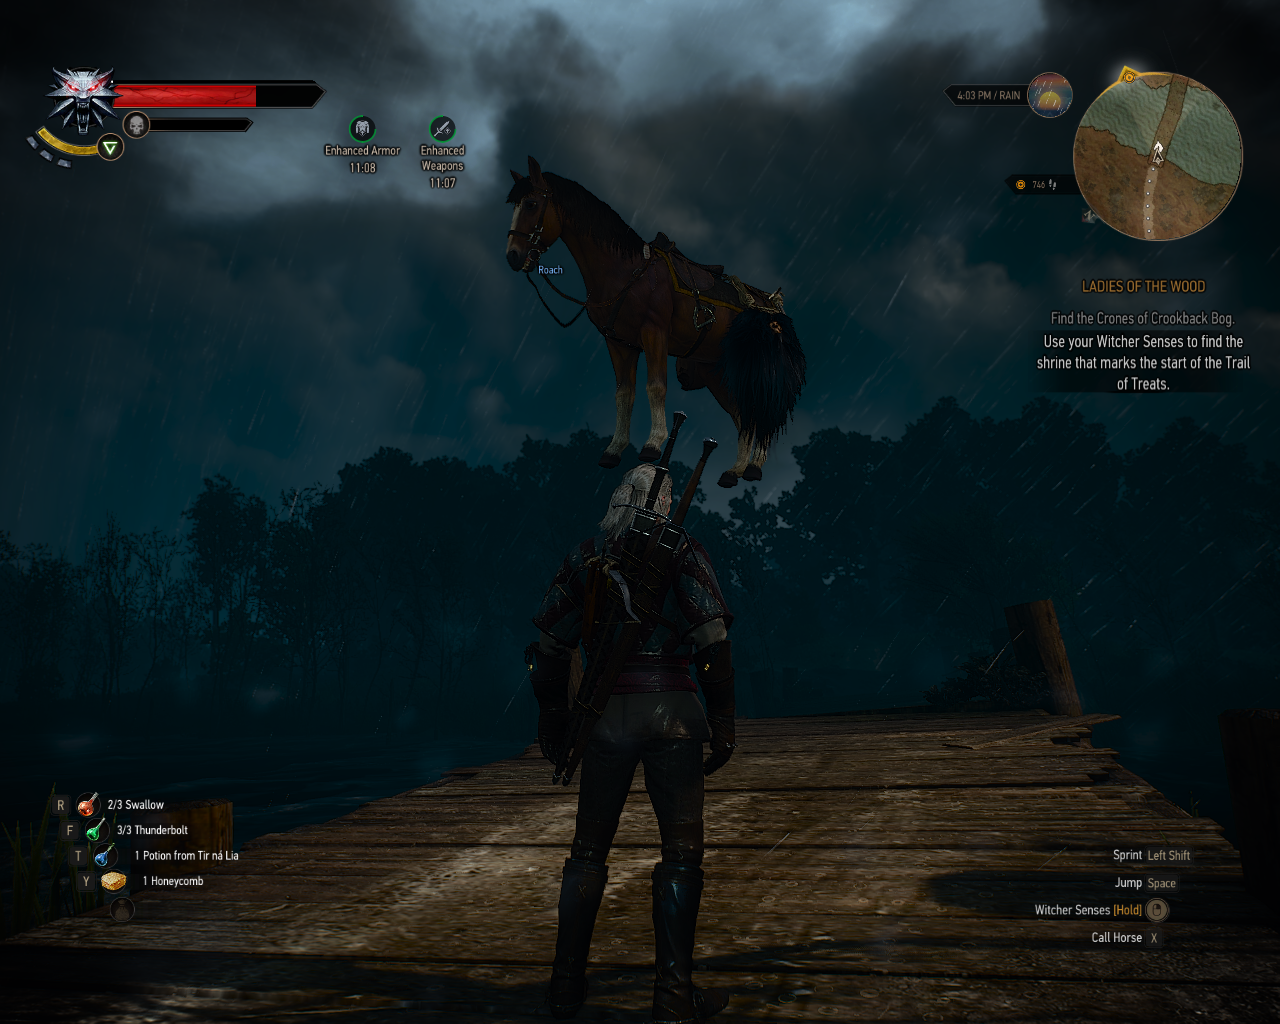 4:03 PM / RAIN
Enhanced Armor
11:08
Enhanced
Weapons
11:07
746
Roach
LADIES OF THE WOOD
Find the Crones of Crookback Bog.
Use your Witcher Senses to find the
shrine that marks the start of the Trail
of Treats.
R 2/3 Swallow
F 3/3 Thunderbolt
T 1 Potion from Tir ná Lia
Y 1 Honeycomb
Sprint Left Shift
Jump Space
Witcher Senses [Hold]
Call Horse X